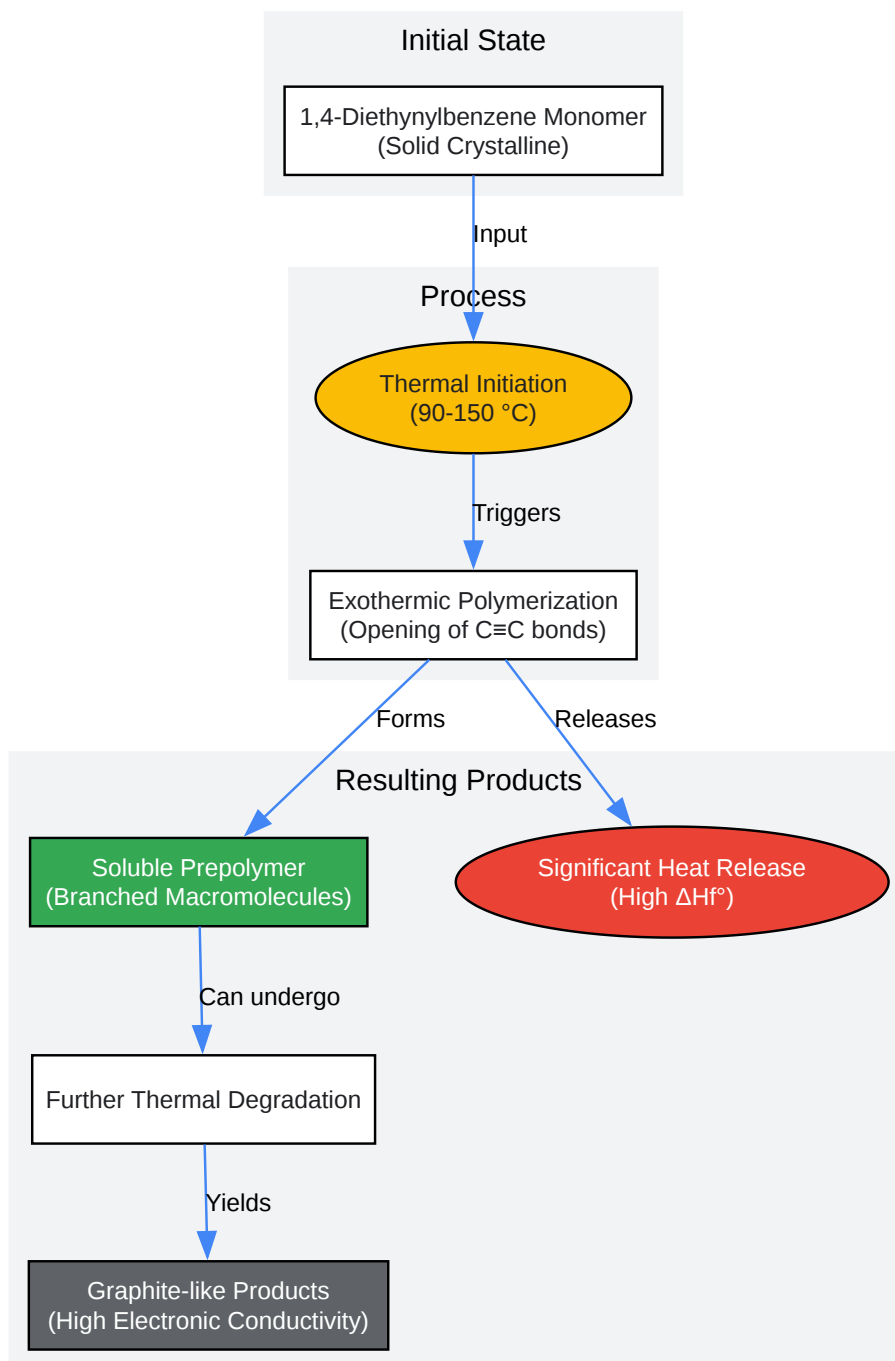 Initial State
1,4-Diethynylbenzene Monomer
(Solid Crystalline)
Input
Process
Thermal Initiation
(90-150 °C)
Triggers
Exothermic Polymerization
(Opening of C≡C bonds)
Forms
Releases
Resulting Products
Soluble Prepolymer
(Branched Macromolecules)
Significant Heat Release
(High ΔHf°)
Can undergo
Further Thermal Degradation
Yields
Graphite-like Products
(High Electronic Conductivity)